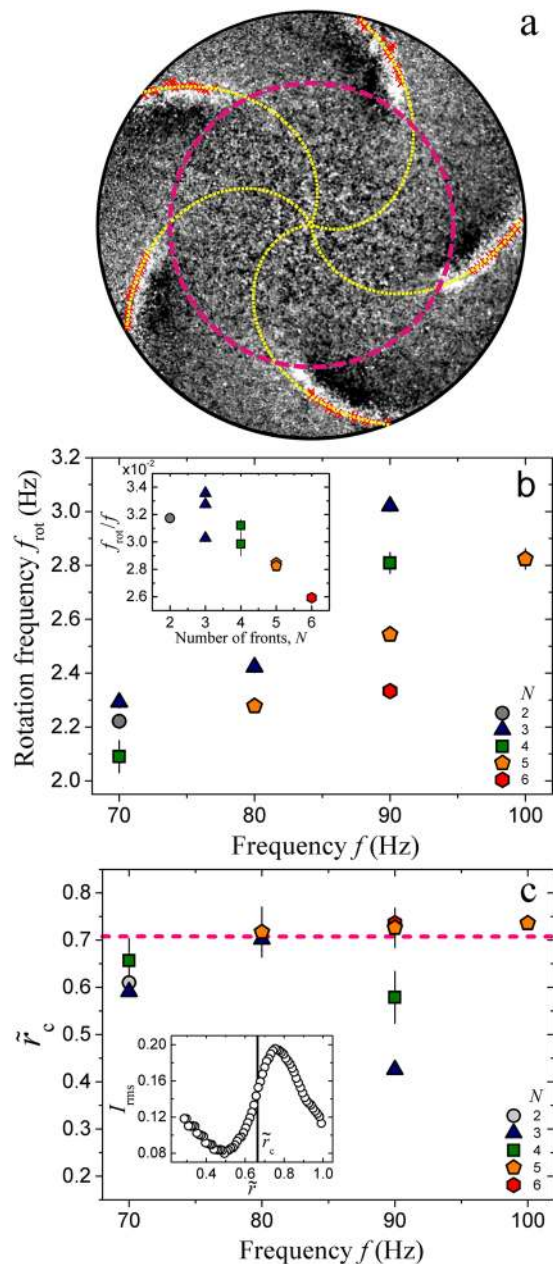 a
b
Rotation frequency f_rot (Hz)
3.2
3.0
2.8
2.6
2.4
2.2
2.0
70 80 90 100
Frequency f (Hz)
×10⁻²
f_rot/f
3.4
3.2
3.0
2.8
2.6
2 3 4 5 6
Number of fronts, N
N
2
3
4
5
6
c
r̃_c
0.8
0.7
0.6
0.5
0.4
0.3
0.2
70 80 90 100
Frequency f (Hz)
I_rms
0.20
0.16
0.12
0.08
r̃_c
0.4 0.6 0.8 1.0
r̃
N
2
3
4
5
6